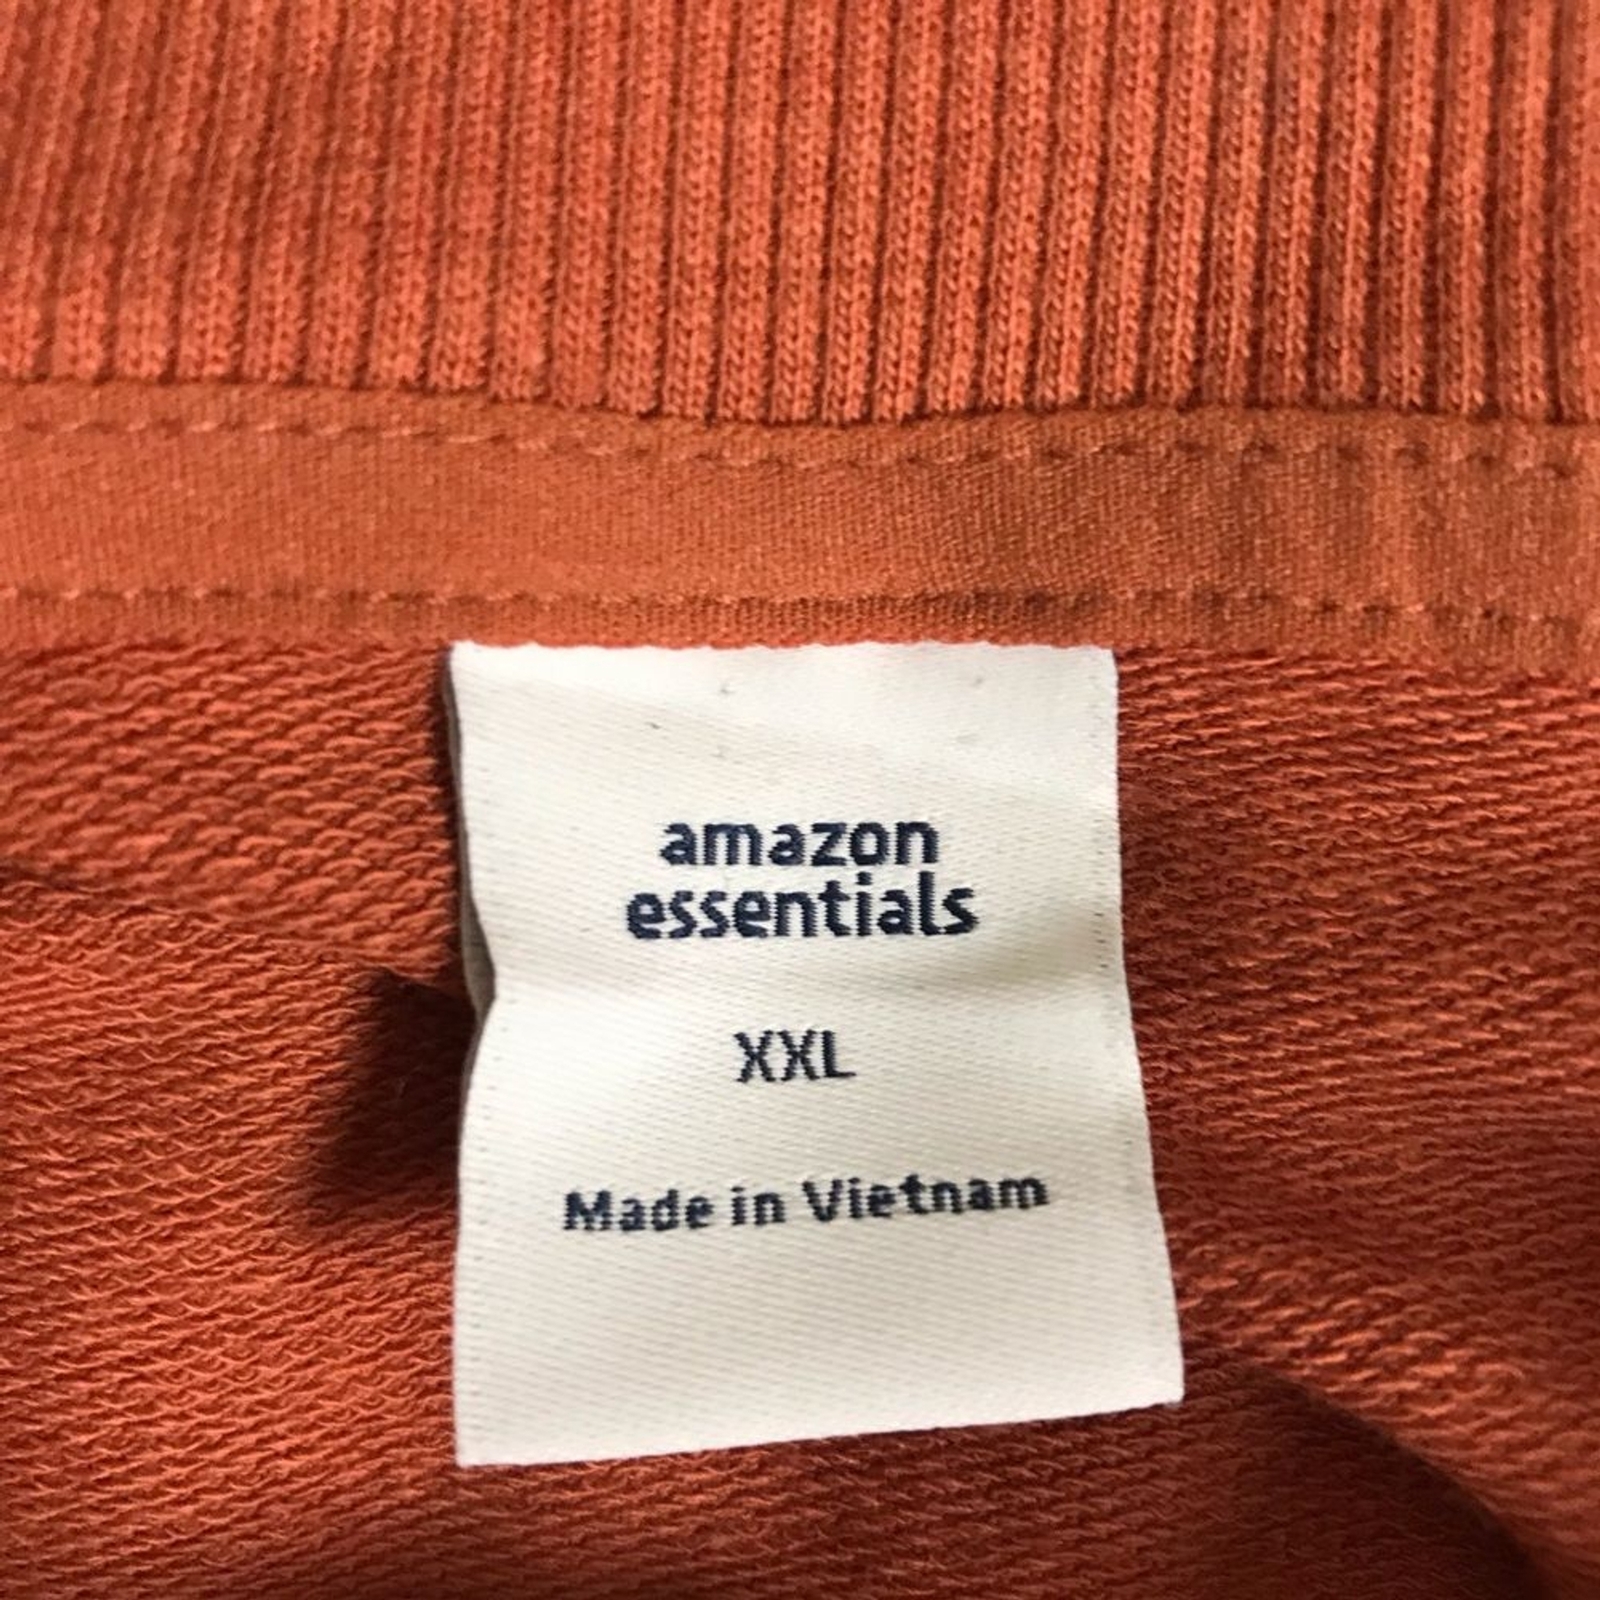 amazon
essentials
XXL
Made in Vietnam